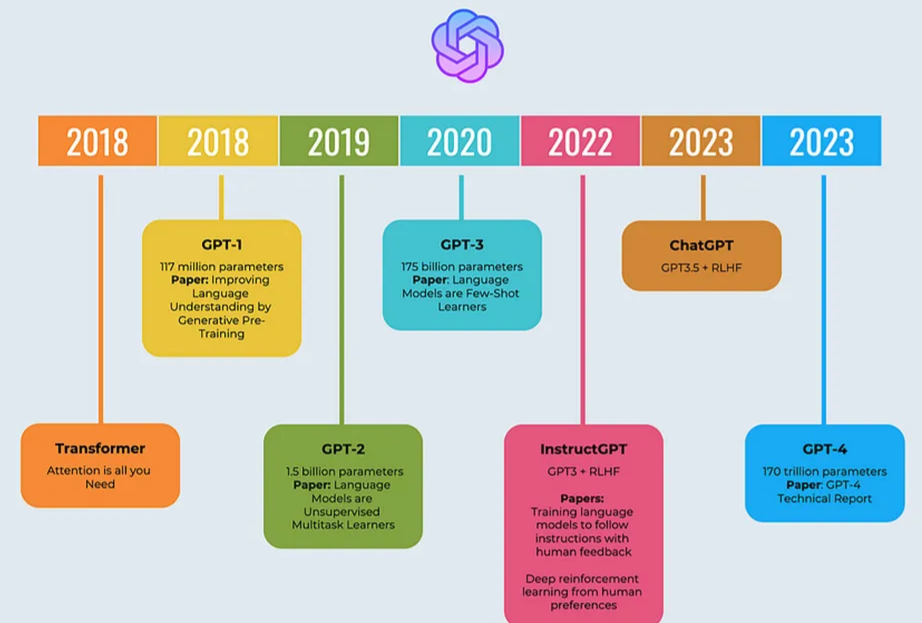 2018
2018
2019
2020
2022
2023
2023
GPT-1
117 million parameters
Paper: Improving
Language
Understanding by
Generative Pre-
Training
GPT-3
175 billion parameters
Paper: Language
Models are Few-Shot
Learners
ChatGPT
GPT3.5 + RLHF
Transformer
Attention is all you
Need
GPT-2
1.5 billion parameters
Paper: Language
Models are
Unsupervised
Multitask Learners
InstructGPT
GPT3 + RLHF
Papers:
Training language
models to follow
instructions with
human feedback
Deep reinforcement
learning from human
preferences
GPT-4
170 trillion parameters
Paper: GPT-4
Technical Report